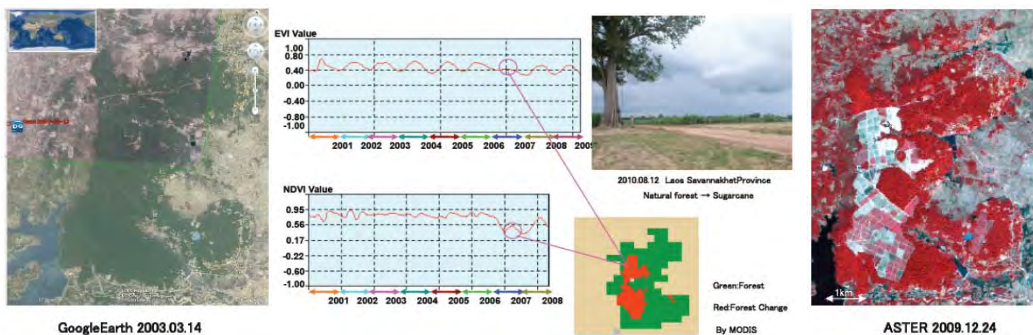 EVI Value
1.00
0.80
0.40
0.00
-0.40
-0.80
-1.00
2001 2002 2003 2004 2005 2006 2007 2008 2009
NDVI Value
0.95
0.56
0.17
-0.22
-0.60
-1.00
2001 2002 2003 2004 2005 2006 2007 2008
2010.08.12 Laos SavannakhetProvince
Natural forest → Sugarcane
Green:Forest
Red:Forest Change
By MODIS
1km
GoogleEarth 2003.03.14
ASTER 2009.12.24